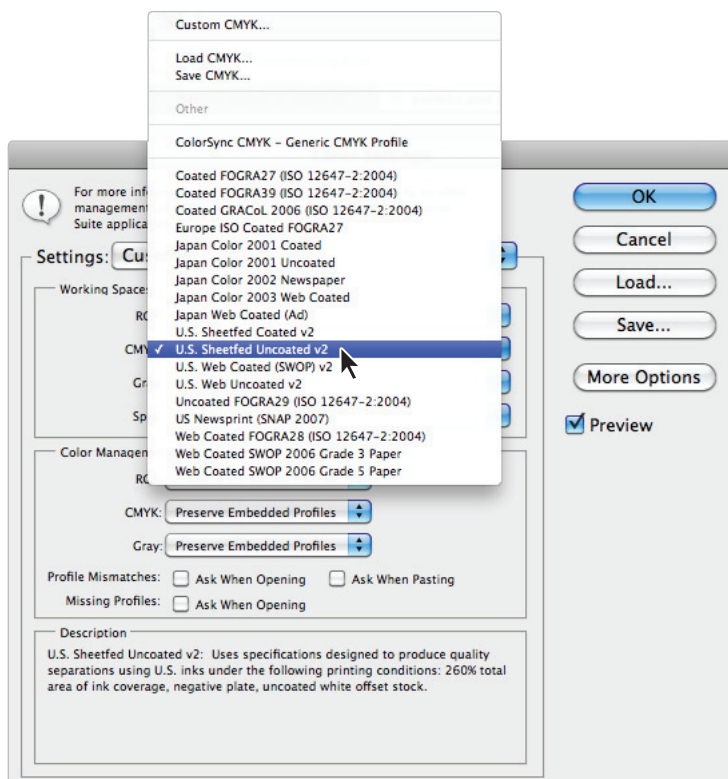 Custom CMYK...
Load CMYK...
Save CMYK...
Other
ColorSync CMYK – Generic CMYK Profile
Coated FOGRA27 (ISO 12647-2:2004)
Coated FOGRA39 (ISO 12647-2:2004)
Coated GRACoL 2006 (ISO 12647-2:2004)
Europe ISO Coated FOGRA27
Japan Color 2001 Coated
Japan Color 2001 Uncoated
Japan Color 2002 Newspaper
Japan Color 2003 Web Coated
Japan Web Coated (Ad)
U.S. Sheetfed Coated v2
✓ U.S. Sheetfed Uncoated v2
U.S. Web Coated (SWOP) v2
U.S. Web Uncoated v2
Uncoated FOGRA29 (ISO 12647-2:2004)
US Newsprint (SNAP 2007)
Web Coated FOGRA28 (ISO 12647-2:2004)
Web Coated SWOP 2006 Grade 3 Paper
Web Coated SWOP 2006 Grade 5 Paper
For more
management
Suite
Settings:
Working
Color
CMYK: Preserve Embedded Profiles
Gray: Preserve Embedded Profiles
Profile Mismatches: Ask When Opening Ask When Pasting
Missing Profiles: Ask When Opening
Description
U.S. Sheetfed Uncoated v2: Uses specifications designed to produce quality
separations using U.S. inks under the following printing conditions: 260% total
area of ink coverage, negative plate, uncoated white offset stock.
OK
Cancel
Load...
Save...
More Options
Preview